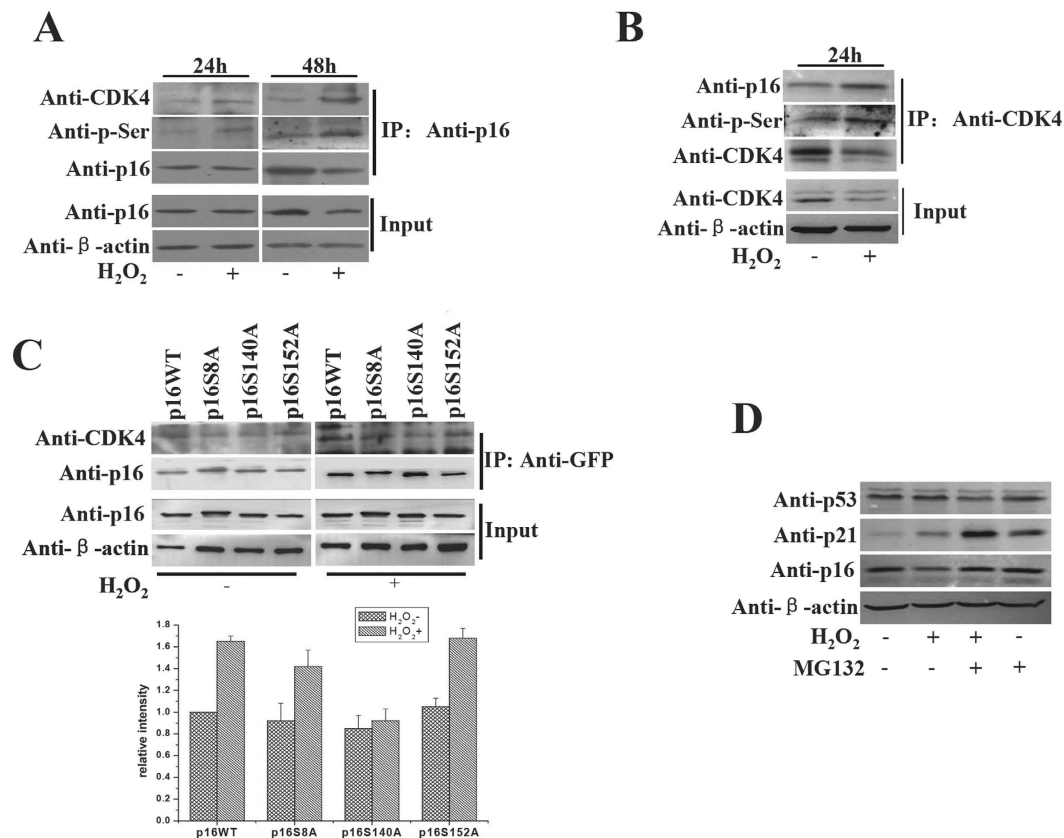 A
24h 48h
Anti-CDK4
Anti-p-Ser
Anti-p16
IP: Anti-p16
Anti-p16
Anti-β-actin
Input
H₂O₂ - + - +
B
24h
Anti-p16
Anti-p-Ser
Anti-CDK4
IP: Anti-CDK4
Anti-CDK4
Anti-β-actin
Input
H₂O₂ - +
C
p16WT p16S8A p16S140A p16S152A p16WT p16S8A p16S140A p16S152A
Anti-CDK4
Anti-p16
IP: Anti-GFP
Anti-p16
Anti-β-actin
Input
H₂O₂ - +
H₂O₂-
H₂O₂+
relative intensity
1.8
1.6
1.4
1.2
1.0
0.8
0.6
0.4
0.2
0.0
p16WT p16S8A p16S140A p16S152A
D
Anti-p53
Anti-p21
Anti-p16
Anti-β-actin
H₂O₂ - + + -
MG132 - - + +